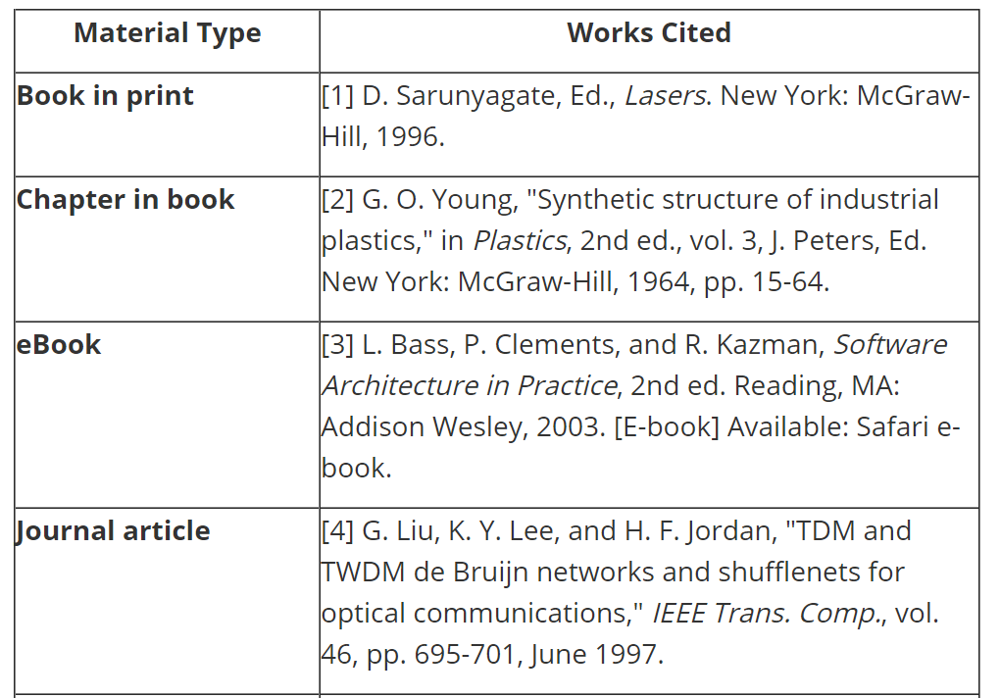 Material Type
Works Cited
Book in print
[1] D. Sarunyagate, Ed., Lasers. New York: McGraw-
Hill, 1996.
Chapter in book
[2] G. O. Young, "Synthetic structure of industrial
plastics," in Plastics, 2nd ed., vol. 3, J. Peters, Ed.
New York: McGraw-Hill, 1964, pp. 15-64.
eBook
[3] L. Bass, P. Clements, and R. Kazman, Software
Architecture in Practice, 2nd ed. Reading, MA:
Addison Wesley, 2003. [E-book] Available: Safari e-
book.
Journal article
[4] G. Liu, K. Y. Lee, and H. F. Jordan, "TDM and
TWDM de Bruijn networks and shufflenets for
optical communications," IEEE Trans. Comp., vol.
46, pp. 695-701, June 1997.